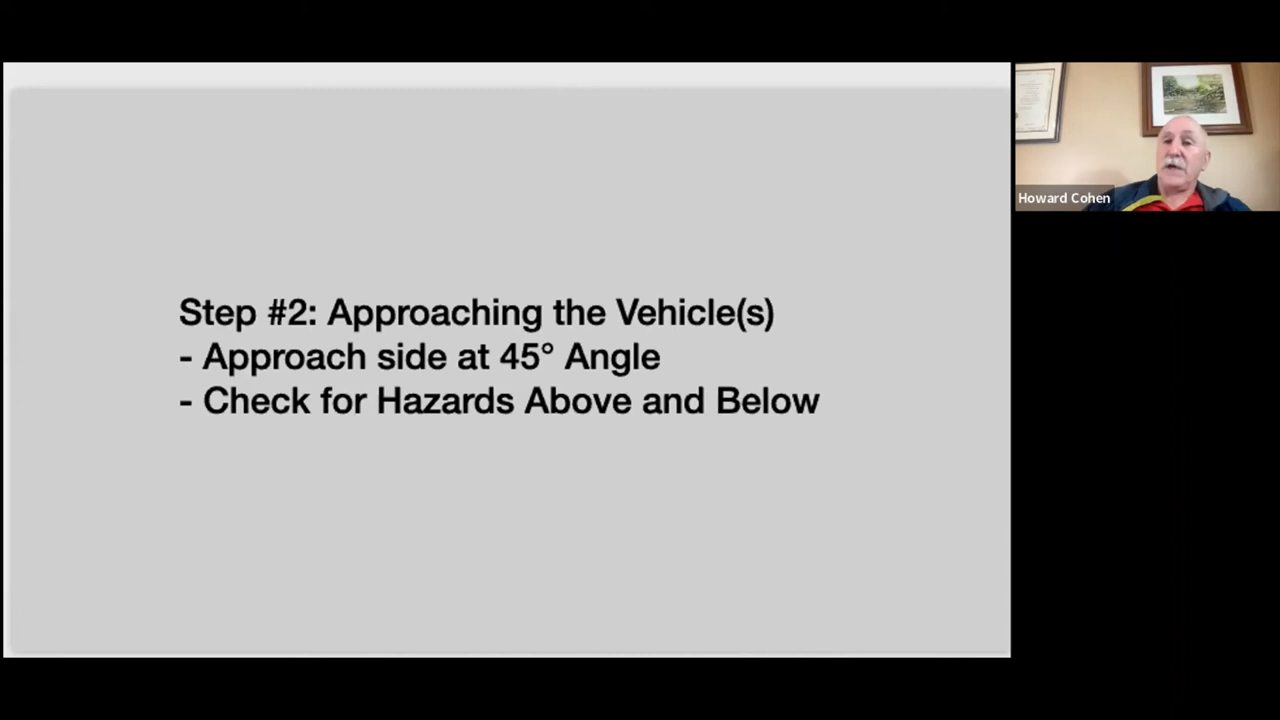 Step #2: Approaching the Vehicle(s)
- Approach side at 45° Angle
- Check for Hazards Above and Below
Howard Cohen